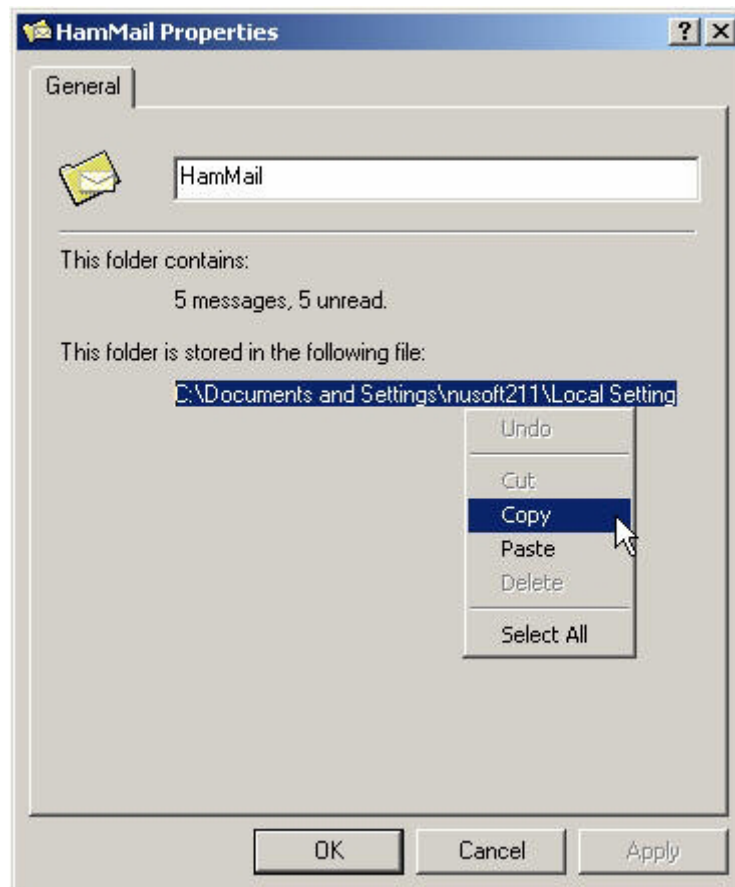 HamMail Properties
General
HamMail
This folder contains:
5 messages, 5 unread.
This folder is stored in the following file:
C:\Documents and Settings\nusoft211\Local Setting
Undo
Cut
Copy
Paste
Delete
Select All
OK
Cancel
Apply